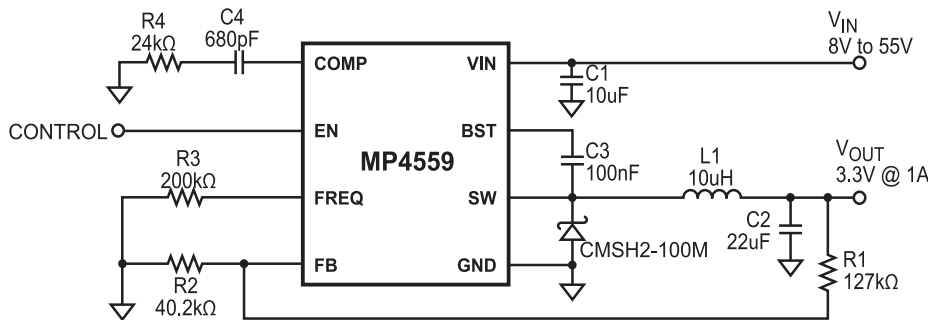 R4
24kΩ
C4
680pF
COMP
VIN
V_IN
8V to 55V
C1
10uF
CONTROL
EN
BST
MP4559
C3
100nF
R3
200kΩ
FREQ
SW
L1
10uH
V_OUT
3.3V @ 1A
C2
22uF
CMSH2-100M
FB
GND
R2
40.2kΩ
R1
127kΩ